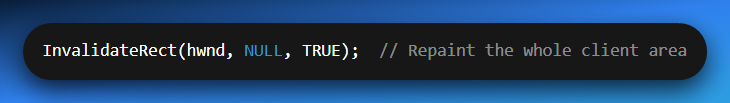 InvalidateRect(hwnd, NULL, TRUE);  // Repaint the whole client area